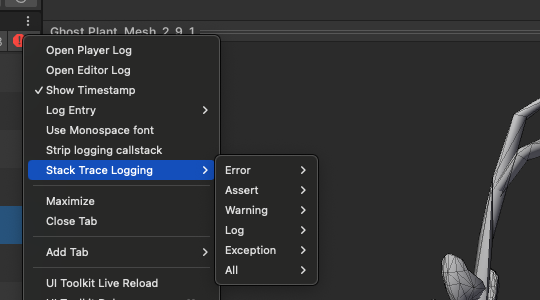 Ghost Plant_Mesh_2_9_1
Open Player Log
Open Editor Log
Show Timestamp
Log Entry
Use Monospace font
Strip logging callstack
Stack Trace Logging
Error
Assert
Warning
Log
Exception
All
Maximize
Close Tab
Add Tab
UI Toolkit Live Reload